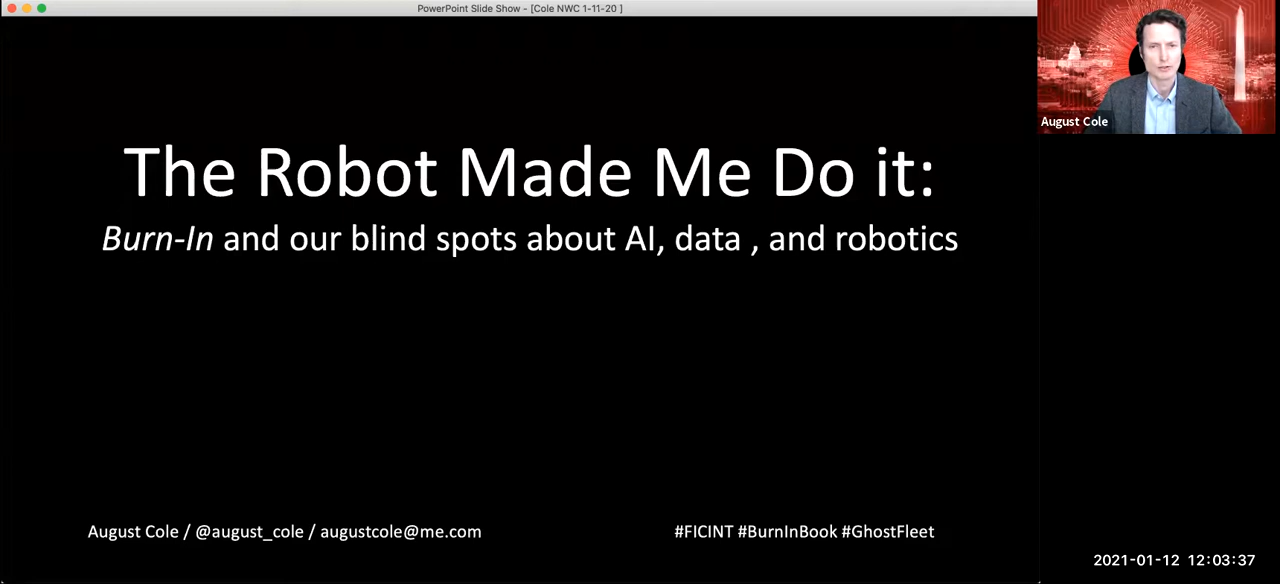 PowerPoint Slide Show - [Cole NWC 1-11-20 ]
August Cole
The Robot Made Me Do it:
Burn-In and our blind spots about AI, data , and robotics
August Cole / @august_cole / augustcole@me.com
#FICINT #BurnInBook #GhostFleet
2021-01-12 12:03:37